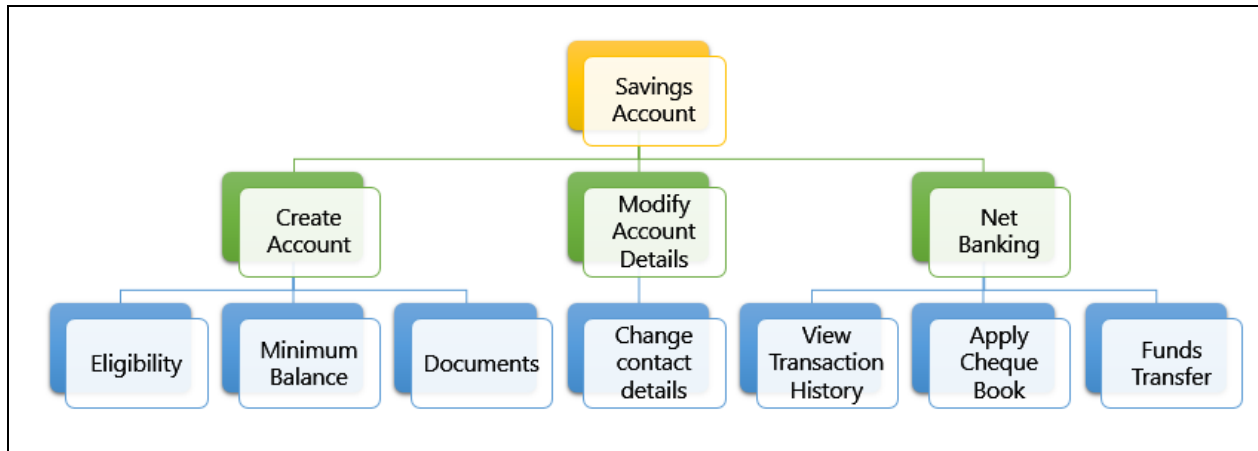 Savings
Account
Create
Account
Modify
Account
Details
Net
Banking
Eligibility
Minimum
Balance
Documents
Change
contact
details
View
Transaction
History
Apply
Cheque
Book
Funds
Transfer